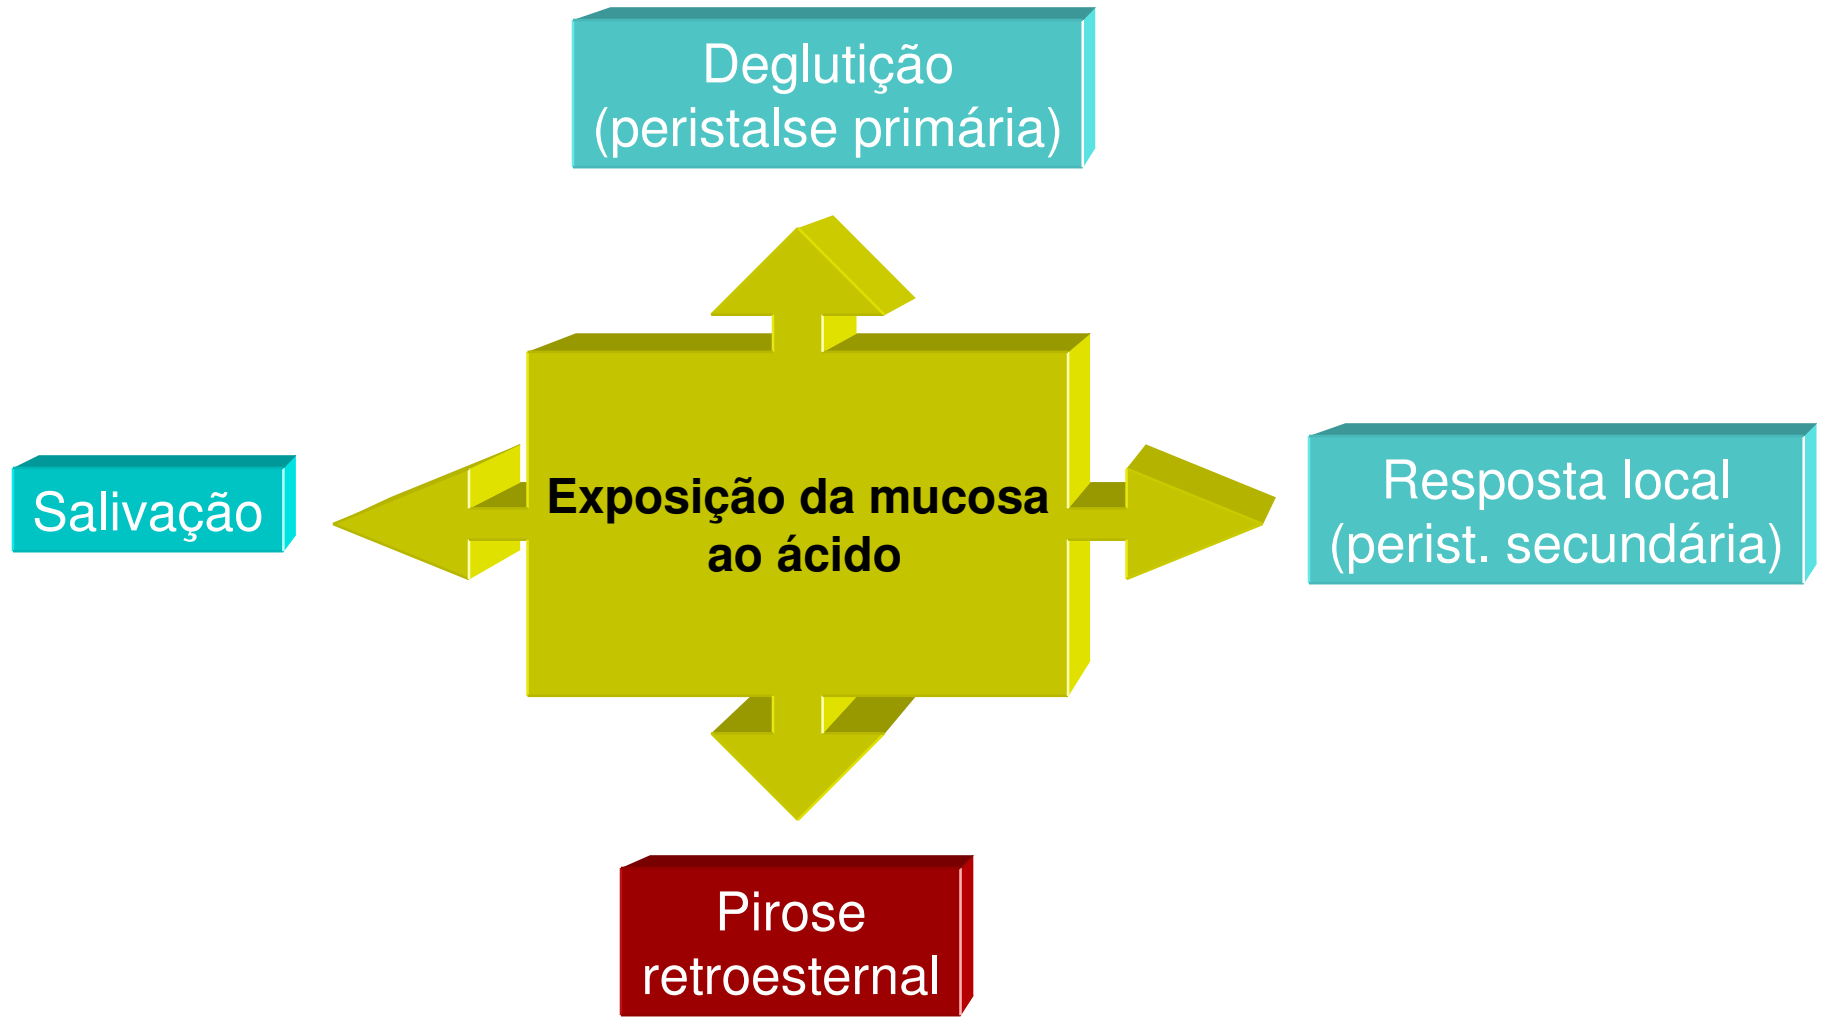 Deglutição
(peristalse primária)
Salivação
Exposição da mucosa
ao ácido
Resposta local
(perist. secundária)
Pirose
retroesternal